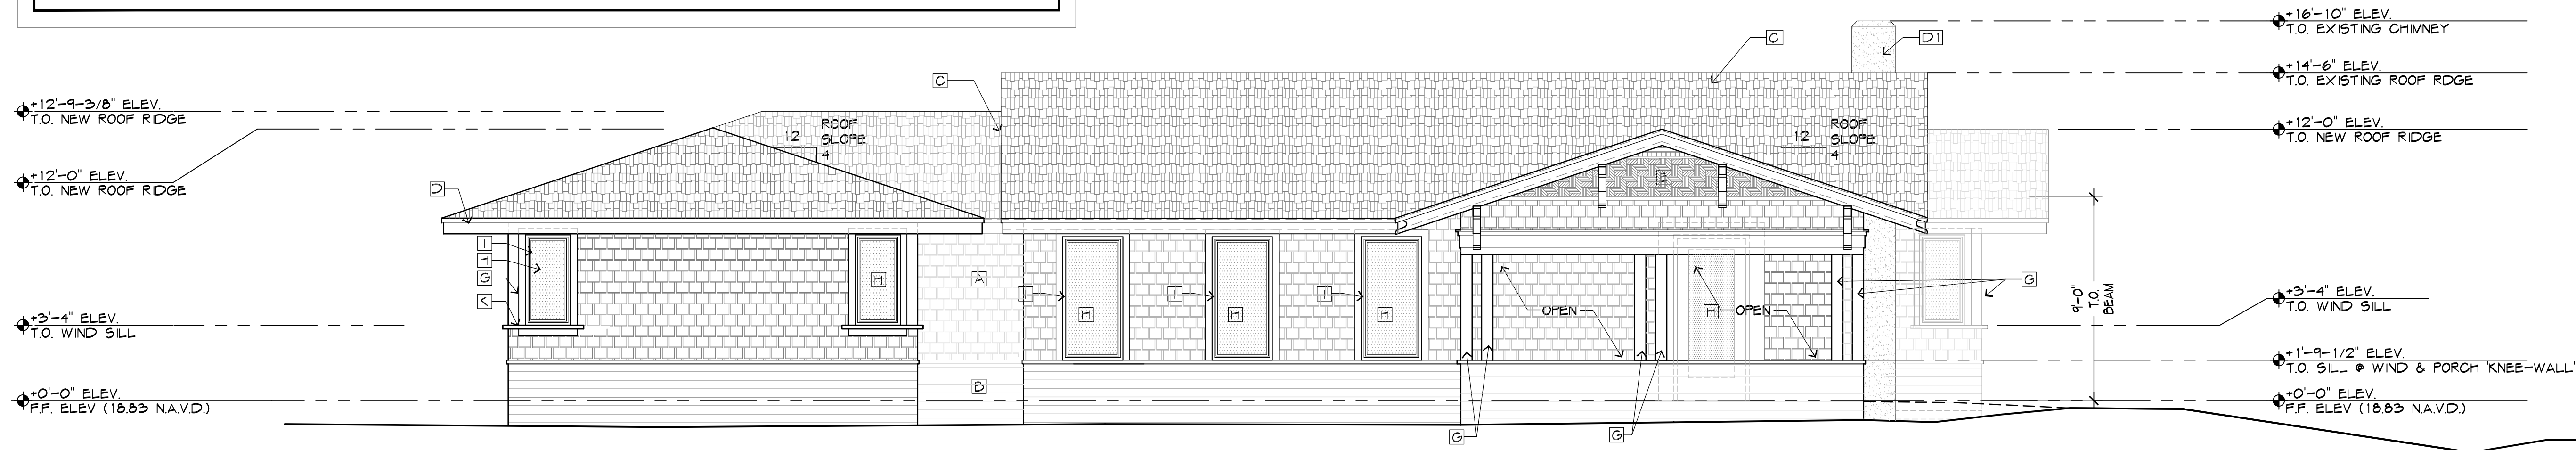 +16'-10" ELEV.
T.O. EXISTING CHIMNEY
C
D1
C
+14'-6" ELEV.
T.O. EXISTING ROOF RDGE
+12'-9-3/8" ELEV.
T.O. NEW ROOF RIDGE
12
ROOF
SLOPE
4
12
ROOF
SLOPE
4
+12'-0" ELEV.
T.O. NEW ROOF RIDGE
+12'-0" ELEV.
T.O. NEW ROOF RIDGE
D
E
I
H
G
K
H
A
I
H
I
H
I
H
OPEN
H
OPEN
G
9'-0"
T.O.
BEAM
+3'-4" ELEV.
T.O. WIND SILL
+3'-4" ELEV.
T.O. WIND SILL
+1'-9-1/2" ELEV.
T.O. SILL @ WIND & PORCH 'KNEE-WALL'
B
+0'-0" ELEV.
F.F. ELEV (18.83 N.A.V.D.)
+0'-0" ELEV.
F.F. ELEV (18.83 N.A.V.D.)
G
G